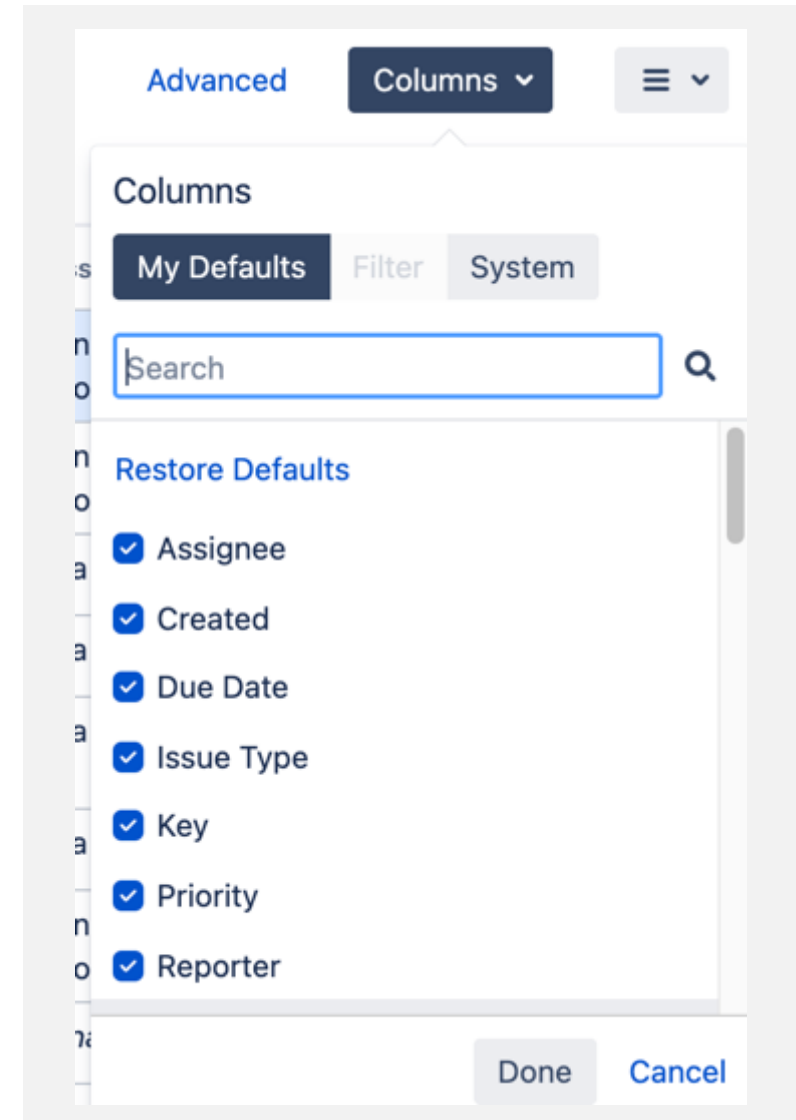 Advanced Columns
Columns
My Defaults Filter System
Search
Restore Defaults
Assignee
Created
Due Date
Issue Type
Key
Priority
Reporter
Done Cancel